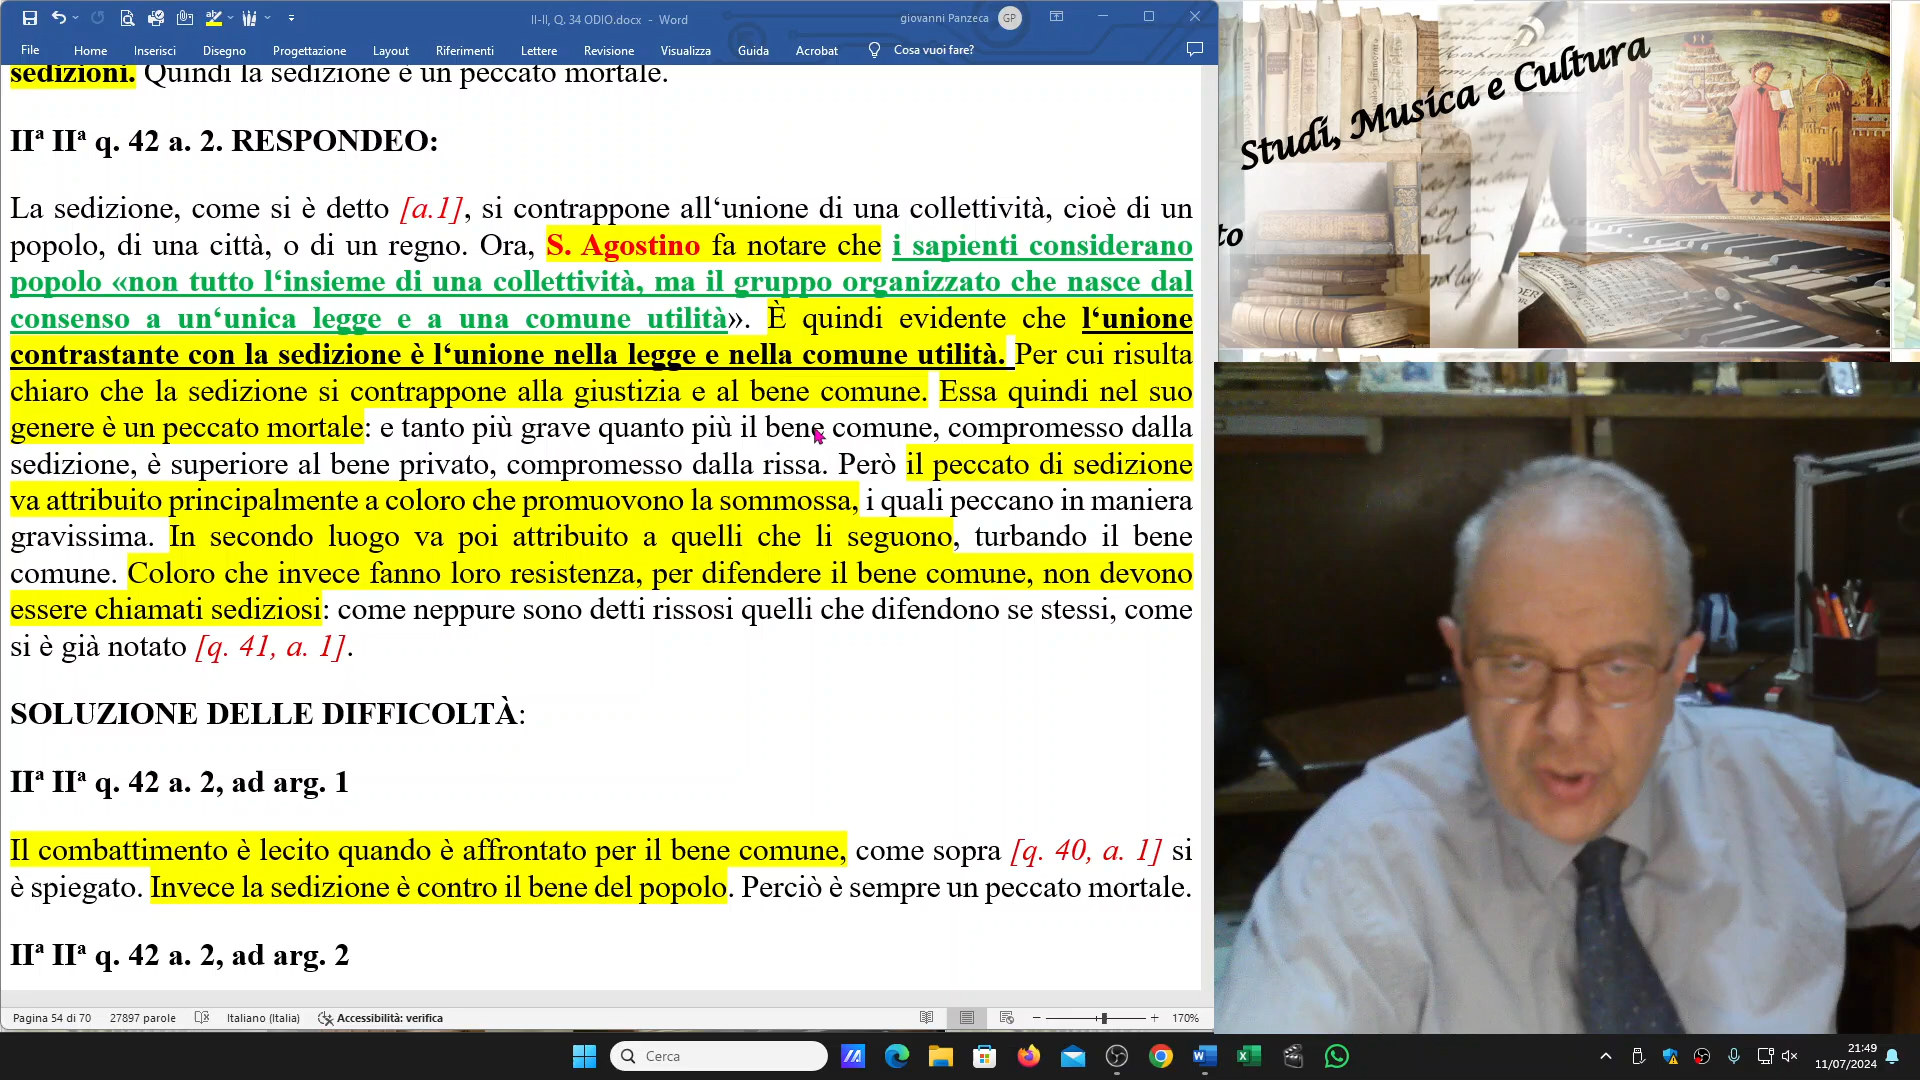 II-II, Q. 34 ODIO.docx - Word
giovanni Panzeca
GP
File
Home
Inserisci
Disegno
Progettazione
Layout
Riferimenti
Lettere
Revisione
Visualizza
Guida
Acrobat
Cosa vuoi fare?
sedizioni. Quindi la sedizione è un peccato mortale.
IIª IIª q. 42 a. 2. RESPONDEO:
La sedizione, come si è detto [a.1], si contrappone all‘unione di una collettività, cioè di un
popolo, di una città, o di un regno. Ora, S. Agostino fa notare che i sapienti considerano
popolo «non tutto l‘insieme di una collettività, ma il gruppo organizzato che nasce dal
consenso a un‘unica legge e a una comune utilità». È quindi evidente che l‘unione
contrastante con la sedizione è l‘unione nella legge e nella comune utilità. Per cui risulta
chiaro che la sedizione si contrappone alla giustizia e al bene comune. Essa quindi nel suo
genere è un peccato mortale: e tanto più grave quanto più il bene comune, compromesso dalla
sedizione, è superiore al bene privato, compromesso dalla rissa. Però il peccato di sedizione
va attribuito principalmente a coloro che promuovono la sommossa, i quali peccano in maniera
gravissima. In secondo luogo va poi attribuito a quelli che li seguono, turbando il bene
comune. Coloro che invece fanno loro resistenza, per difendere il bene comune, non devono
essere chiamati sediziosi: come neppure sono detti rissosi quelli che difendono se stessi, come
si è già notato [q. 41, a. 1].
SOLUZIONE DELLE DIFFICOLTÀ:
IIª IIª q. 42 a. 2, ad arg. 1
Il combattimento è lecito quando è affrontato per il bene comune, come sopra [q. 40, a. 1] si
è spiegato. Invece la sedizione è contro il bene del popolo. Perciò è sempre un peccato mortale.
IIª IIª q. 42 a. 2, ad arg. 2
Pagina 54 di 70
27897 parole
Italiano (Italia)
Accessibilità: verifica
170%
Studi, Musica e Cultura
to
Cerca
21:49
11/07/2024